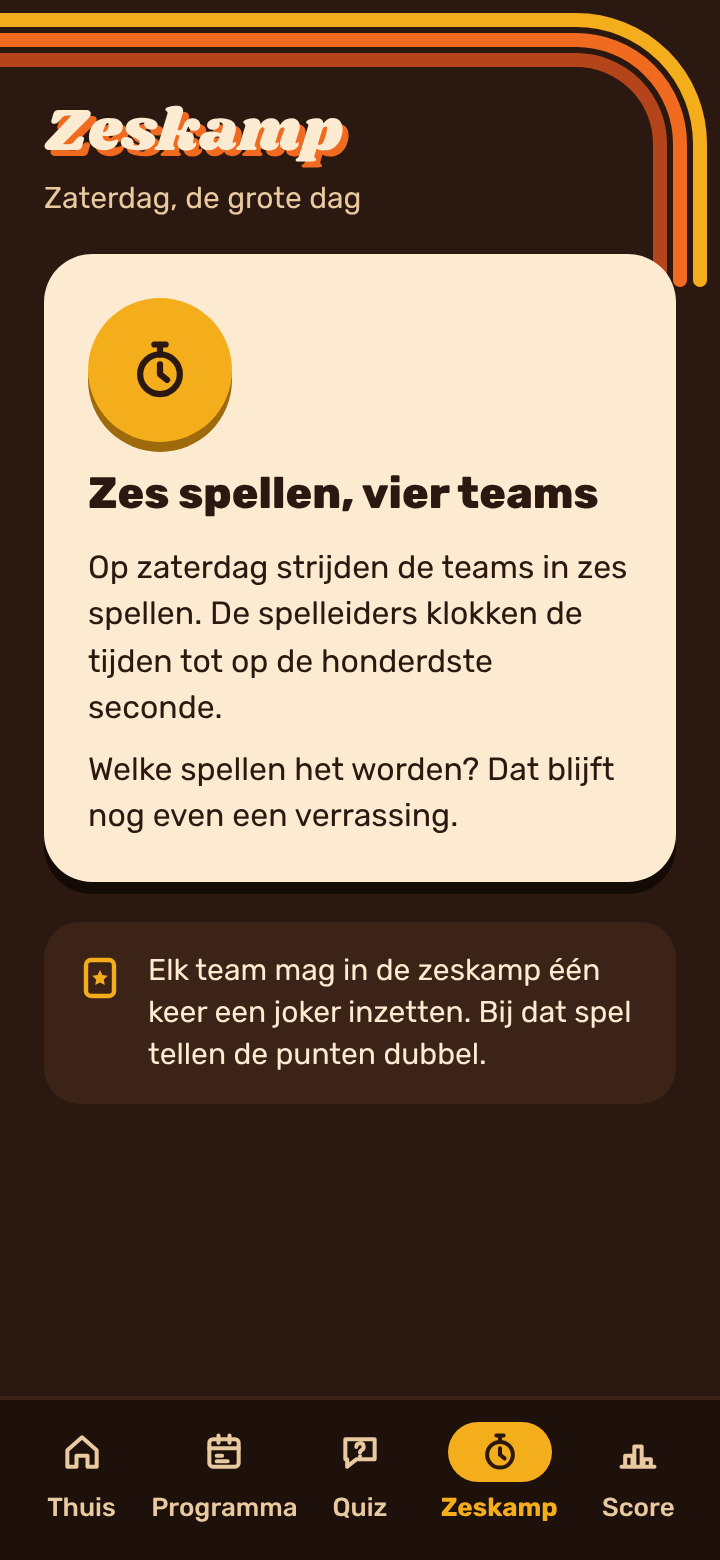 Zeskamp
Zaterdag, de grote dag
Zes spellen, vier teams
Op zaterdag strijden de teams in zes
spellen. De spelleiders klokken de
tijden tot op de honderdste
seconde.
Welke spellen het worden? Dat blijft
nog even een verrassing.
Elk team mag in de zeskamp één
keer een joker inzetten. Bij dat spel
tellen de punten dubbel.
Thuis Programma Quiz Zeskamp Score